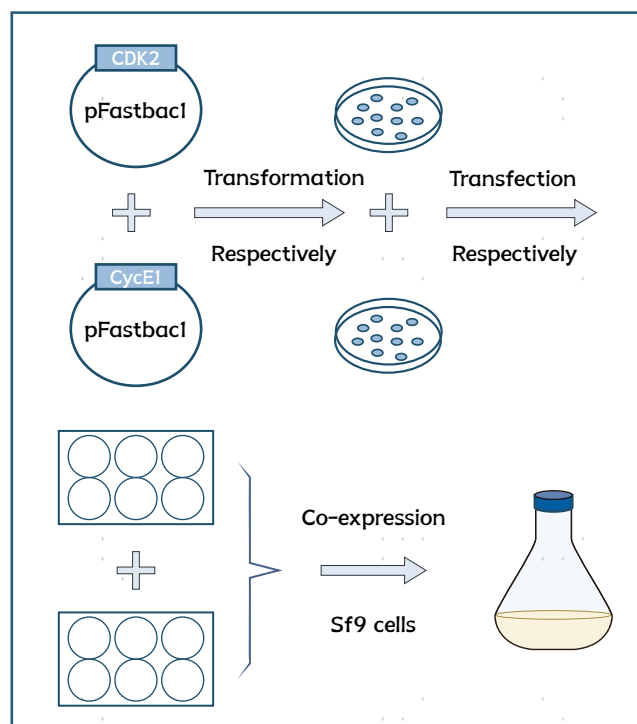 CDK2
pFastbac1
Transformation
Transfection
Respectively
Respectively
CycE1
pFastbac1
Co-expression
Sf9 cells